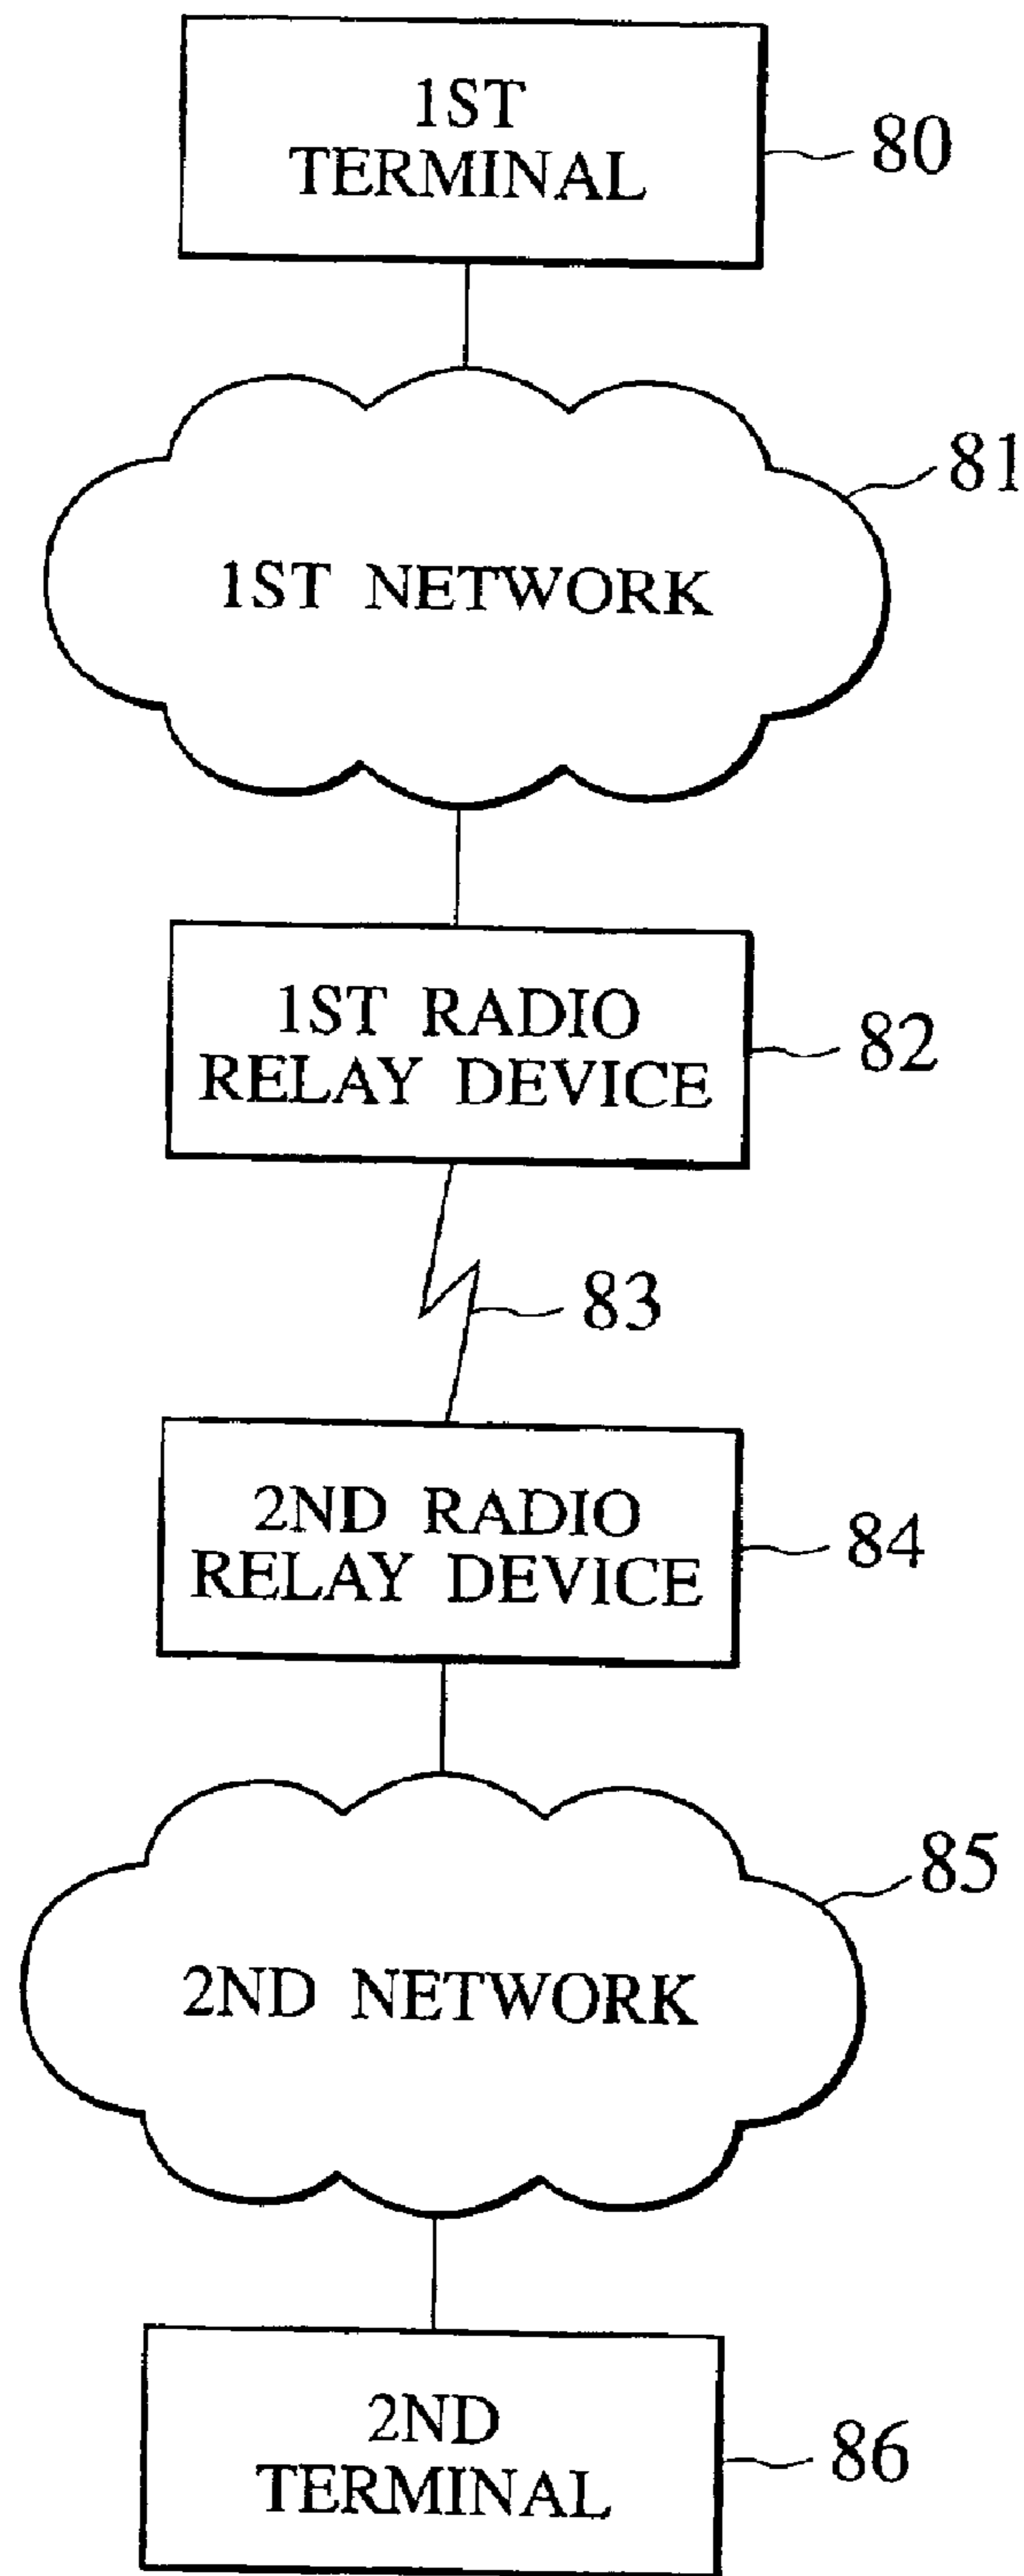 1ST
TERMINAL
80
81
1ST NETWORK
1ST RADIO
RELAY DEVICE
82
83
2ND RADIO
RELAY DEVICE
84
85
2ND NETWORK
2ND
TERMINAL
86